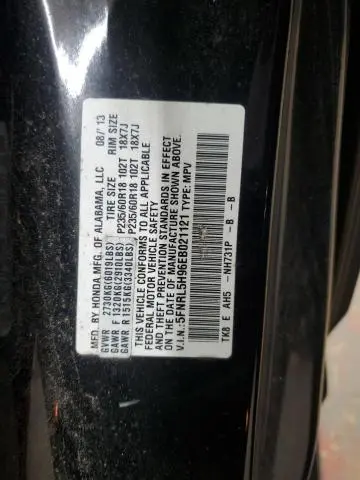 MFD. BY HONDA MFG. OF ALABAMA, LLC 08/'13
GVWR 2730KG(6019LBS) TIRE SIZE RIM SIZE
GAWR F 1320KG(2910LBS) P235/60R18 102T 18X7J
GAWR R 1515KG(3340LBS) P235/60R18 102T 18X7J
THIS VEHICLE CONFORMS TO ALL APPLICABLE
FEDERAL MOTOR VEHICLE SAFETY
AND THEFT PREVENTION STANDARDS IN EFFECT
ON THE DATE OF MANUFACTURE SHOWN ABOVE.
V.I.N.: 5FNRL5H96EB021121 TYPE: MPV
TK8 E AH5 -NH731P -B -B